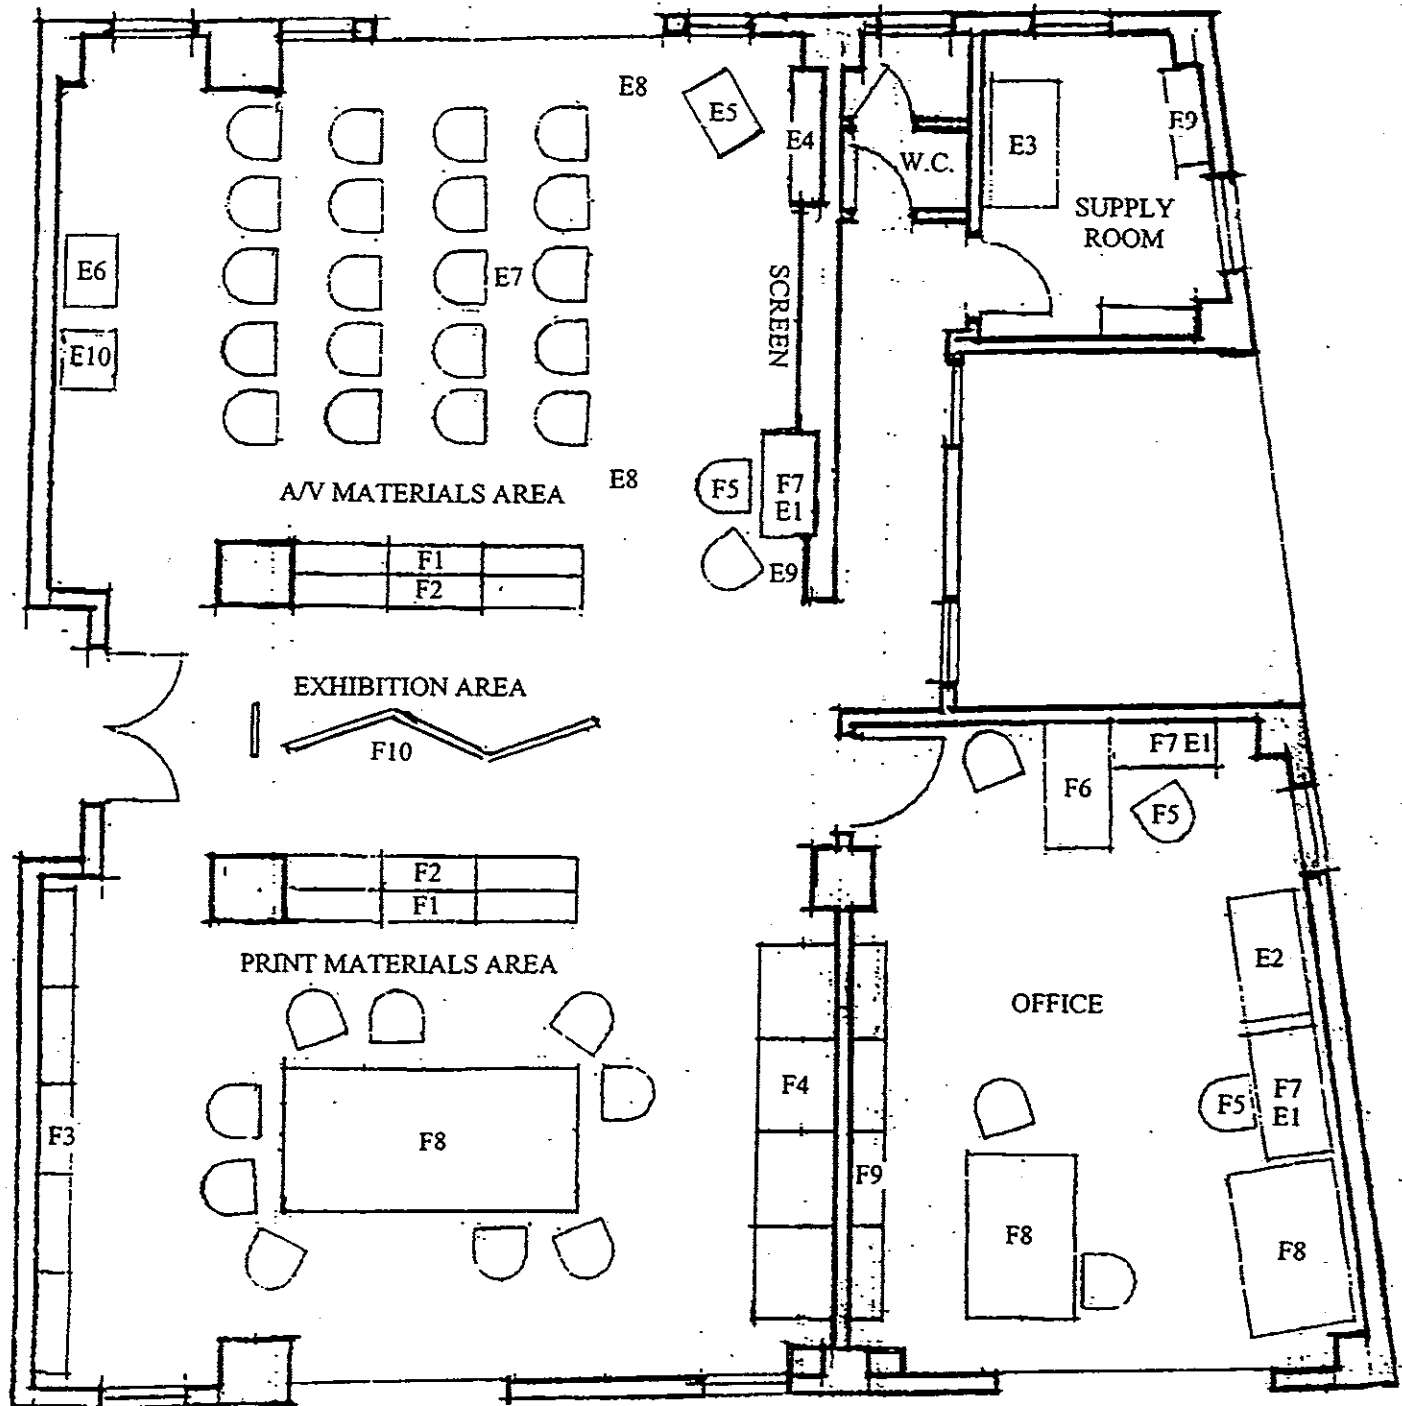 E8
E5
E4
W.C.
E3
E9
SUPPLY
ROOM
E6
E7
SCREEN
E10
A/V MATERIALS AREA
E8
F5
F7
E1
F1
F2
E9
EXHIBITION AREA
F10
F7 E1
F6
F5
F2
F1
PRINT MATERIALS AREA
E2
OFFICE
F4
F5
F7
E1
F3
F8
F9
F8
F8